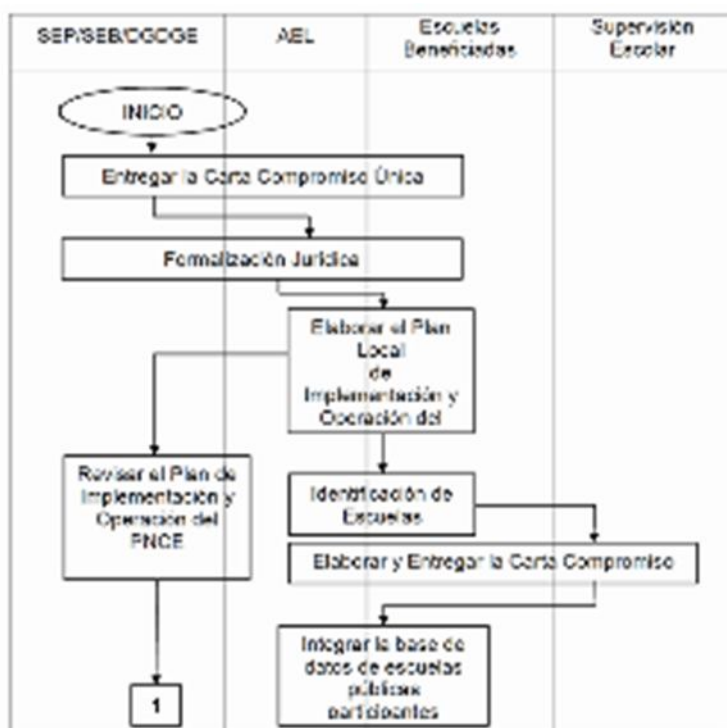 SEP/SEB/DGDGE
AEL
Escuelas
Beneficiadas
Supervisión
Escolar
INICIO
Entregar la Carta Compromiso Única
Formalización Jurídica
Elaborar el Plan
Local
de
Implementación y
Operación del
Revisar el Plan de
Implementación y
Operación del
PNCE
Identificación de
Escuelas
Elaborar y Entregar la Carta Compromiso
Integrar la base de
datos de escuelas
públicas
participantes
1